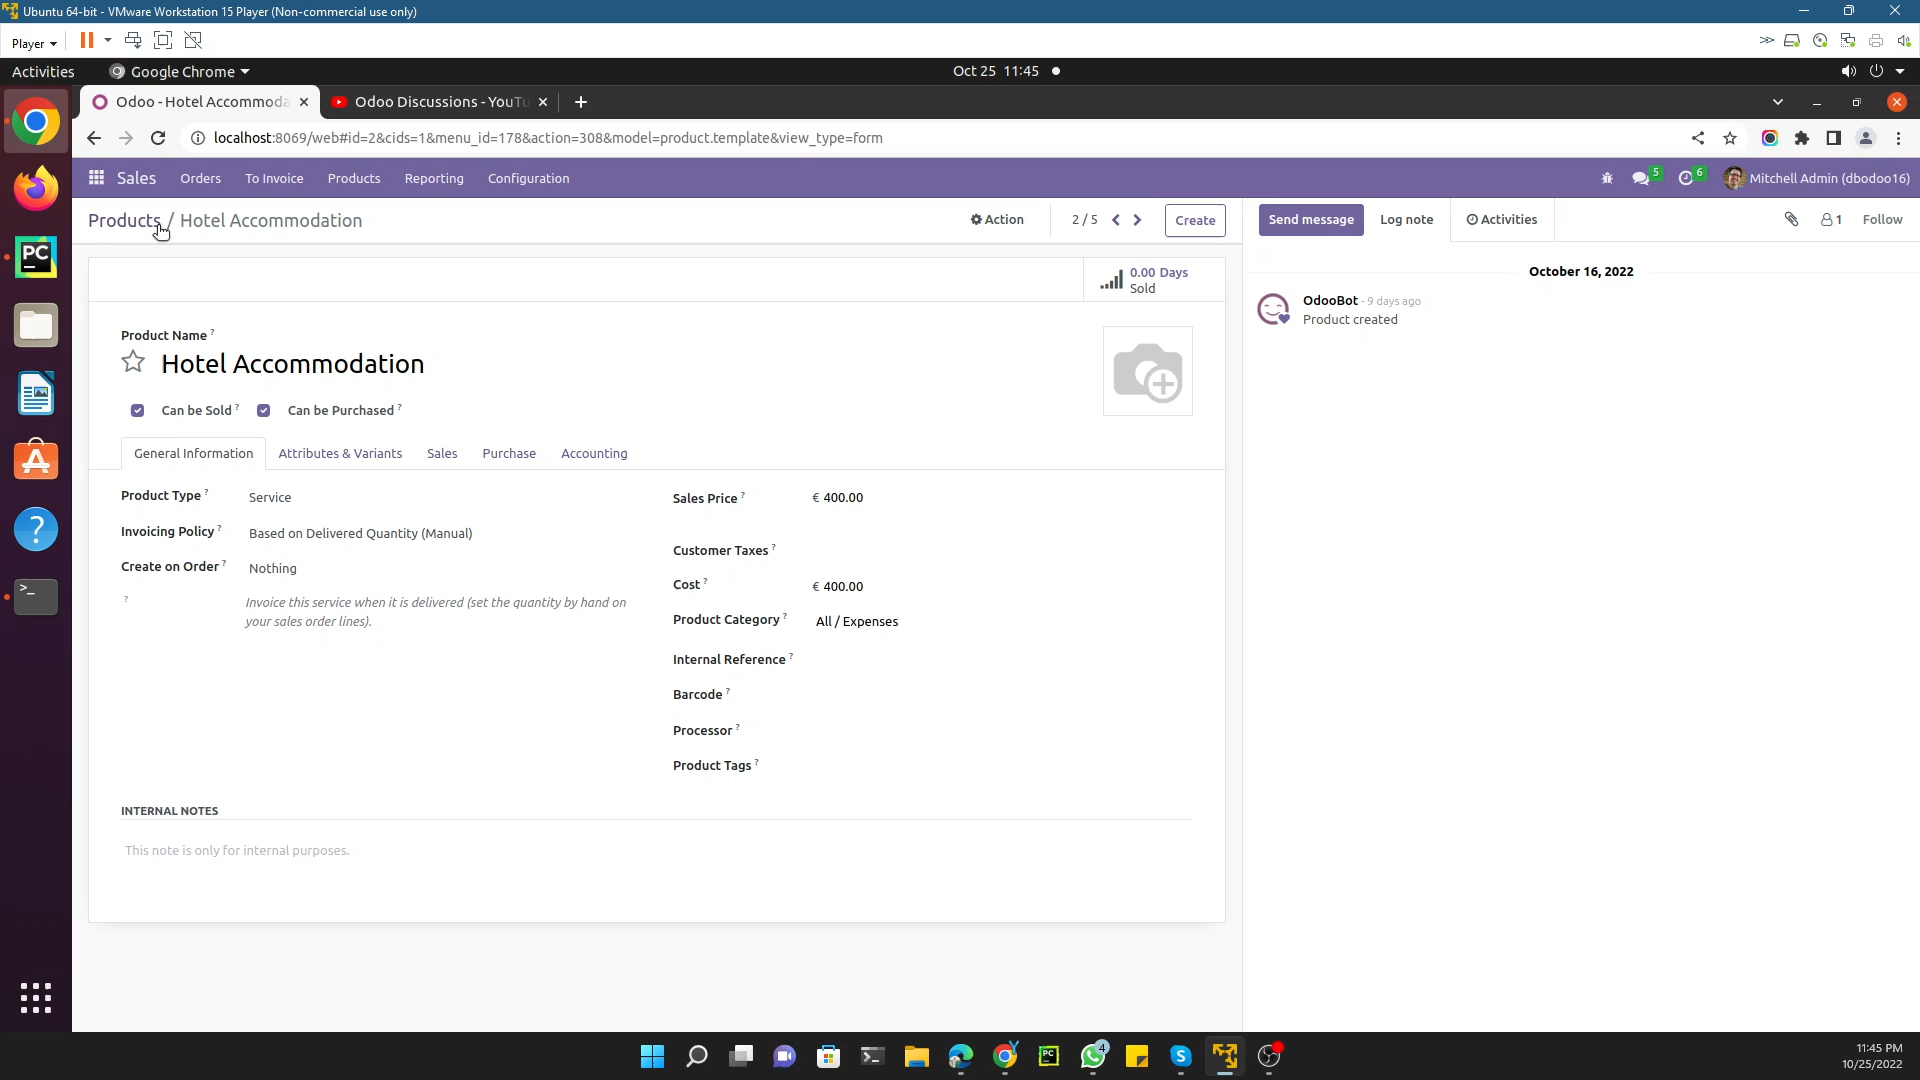 Ubuntu 64-bit - VMware Workstation 15 Player (Non-commercial use only)
Player
Activities
Google Chrome
Oct 25 11:45
Odoo - Hotel Accommoda
Odoo Discussions - YouTu
localhost:8069/web#id=2&cids=1&menu_id=178&action=308&model=product.template&view_type=form
Sales
Orders
To Invoice
Products
Reporting
Configuration
5
6
Mitchell Admin (dbodoo16)
Products / Hotel Accommodation
Action
2 / 5
Create
Send message
Log note
Activities
1
Follow
0.00 Days
Sold
October 16, 2022
OdooBot - 9 days ago
Product created
Product Name ?
Hotel Accommodation
Can be Sold ?
Can be Purchased ?
General Information
Attributes & Variants
Sales
Purchase
Accounting
Product Type ?
Service
Invoicing Policy ?
Based on Delivered Quantity (Manual)
Create on Order ?
Nothing
?
Invoice this service when it is delivered (set the quantity by hand on
your sales order lines).
Sales Price ?
€ 400.00
Customer Taxes ?
Cost ?
€ 400.00
Product Category ?
All / Expenses
Internal Reference ?
Barcode ?
Processor ?
Product Tags ?
INTERNAL NOTES
This note is only for internal purposes.
PC
PC
4
11:45 PM
10/25/2022